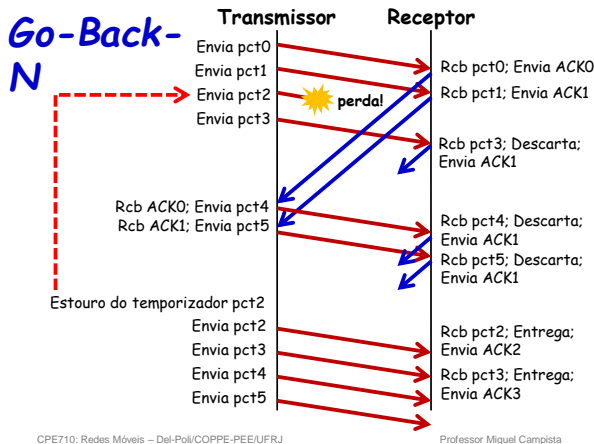 Go-Back-
N
Transmissor
Receptor
Envia pct0
Envia pct1
Envia pct2
Envia pct3
perda!
Rcb pct0; Envia ACK0
Rcb pct1; Envia ACK1
Rcb pct3; Descarta;
Envia ACK1
Rcb ACK0; Envia pct4
Rcb ACK1; Envia pct5
Rcb pct4; Descarta;
Envia ACK1
Rcb pct5; Descarta;
Envia ACK1
Estouro do temporizador pct2
Envia pct2
Envia pct3
Envia pct4
Envia pct5
Rcb pct2; Entrega;
Envia ACK2
Rcb pct3; Entrega;
Envia ACK3
CPE710: Redes Móveis – Del-Poli/COPPE-PEE/UFRJ
Professor Miguel Campista